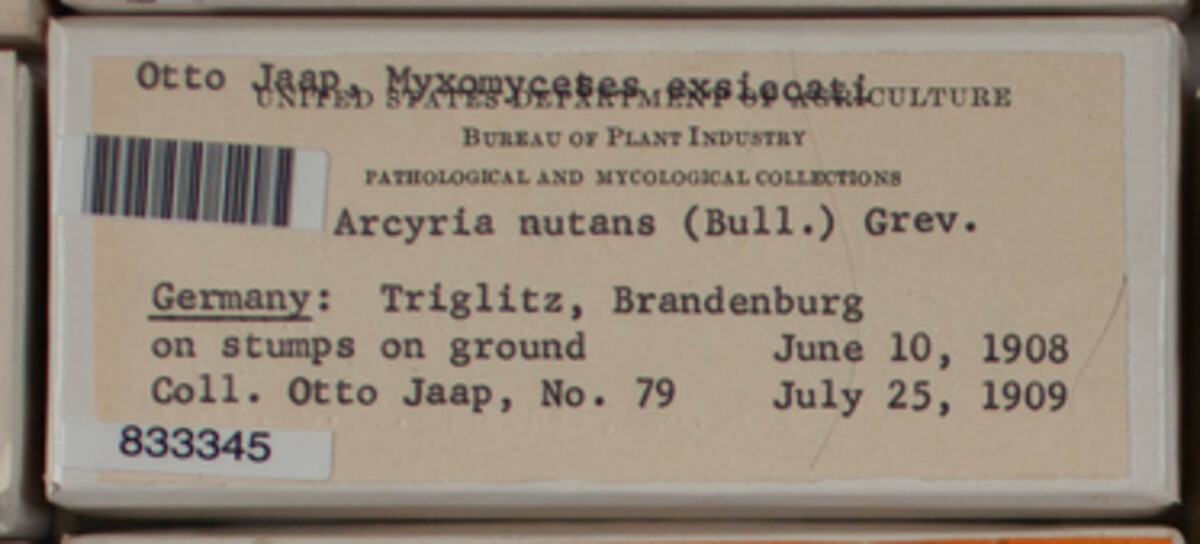 Otto Jaap, Myxomycetes exsiccati
UNITED STATES DEPARTMENT OF AGRICULTURE
BUREAU OF PLANT INDUSTRY
PATHOLOGICAL AND MYCOLOGICAL COLLECTIONS
Arcyria nutans (Bull.) Grev.
Germany: Triglitz, Brandenburg
on stumps on ground June 10, 1908
Coll. Otto Jaap, No. 79 July 25, 1909
833345